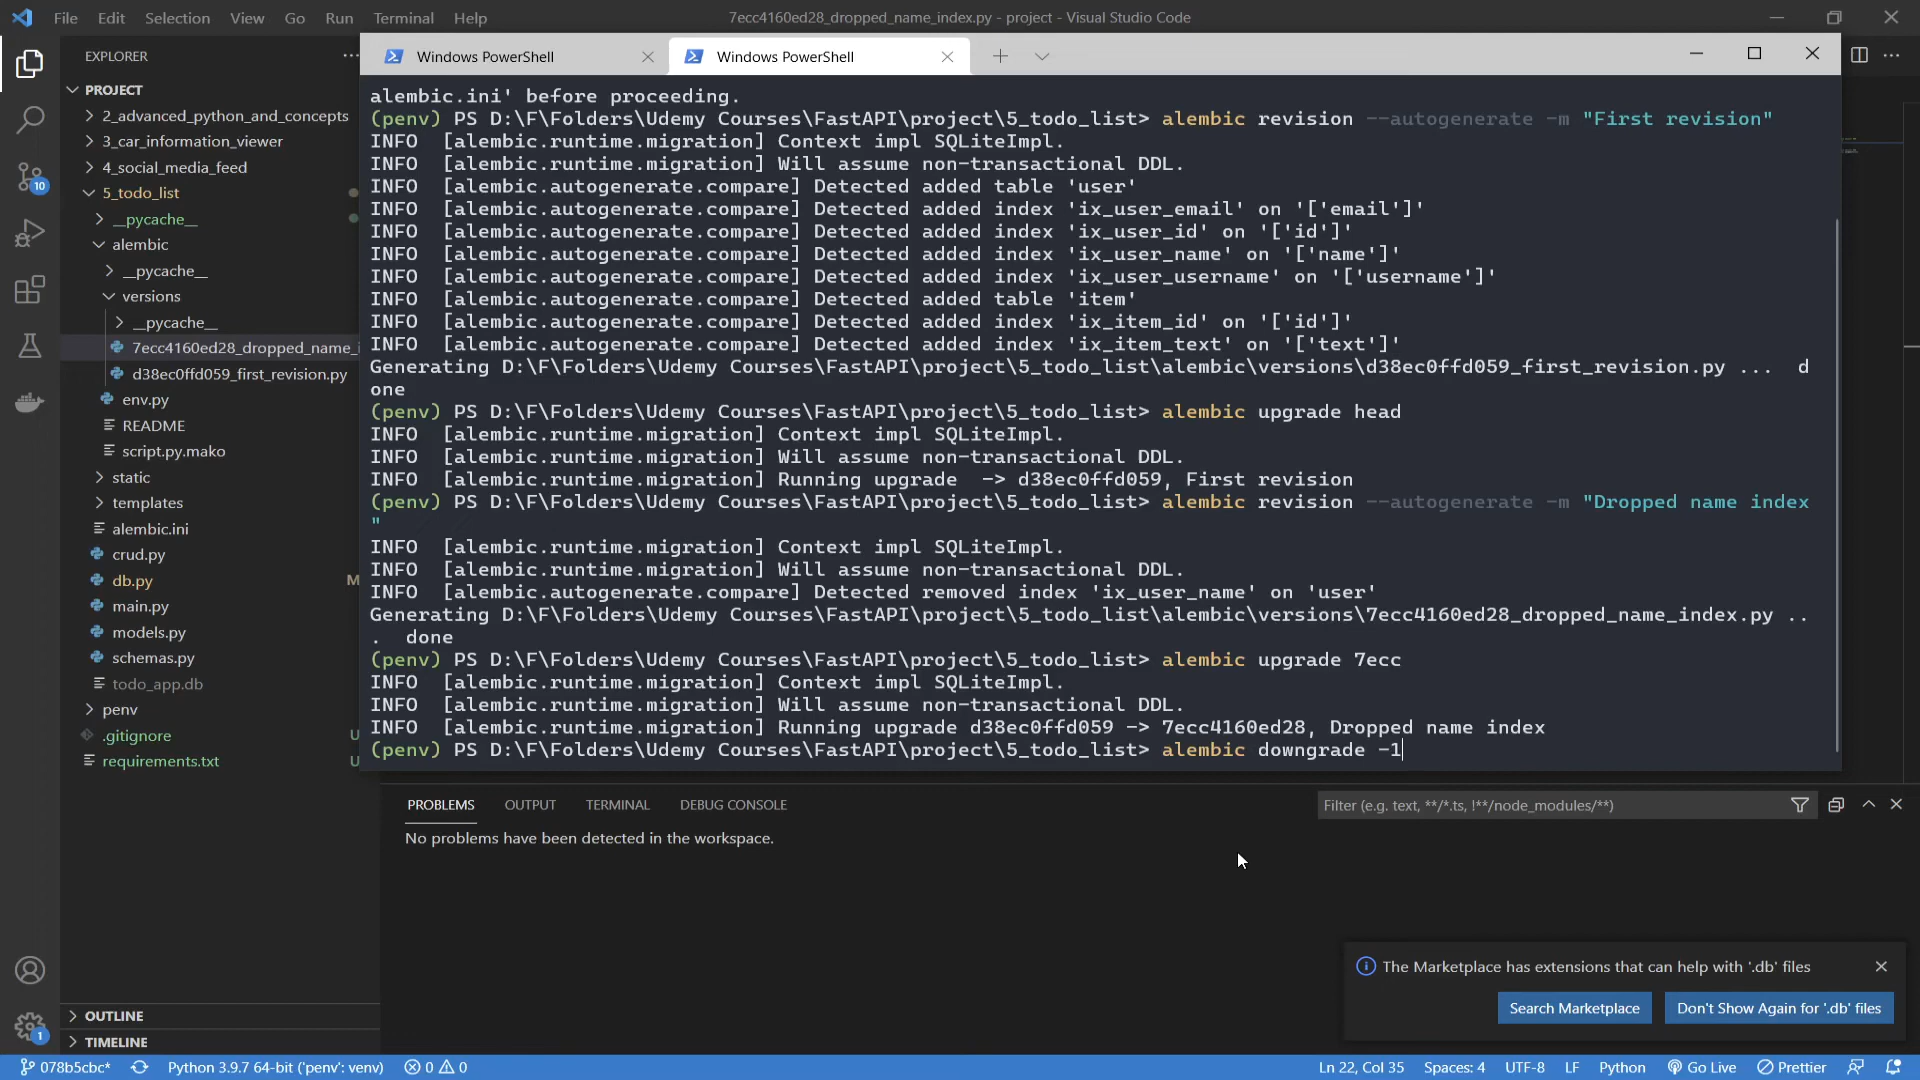 File Edit Selection View Go Run Terminal Help
7ecc4160ed28_dropped_name_index.py - project - Visual Studio Code
EXPLORER
PROJECT
2_advanced_python_and_concepts
3_car_information_viewer
4_social_media_feed
5_todo_list
__pycache__
alembic
__pycache__
versions
__pycache__
7ecc4160ed28_dropped_name_i
d38ec0ffd059_first_revision.py
env.py
README
script.py.mako
static
templates
alembic.ini
crud.py
db.py M
main.py
models.py
schemas.py
todo_app.db
penv
.gitignore U
requirements.txt U
OUTLINE
TIMELINE
10
1
Windows PowerShell
Windows PowerShell
alembic.ini' before proceeding.
(penv) PS D:\F\Folders\Udemy Courses\FastAPI\project\5_todo_list> alembic revision --autogenerate -m "First revision"
INFO [alembic.runtime.migration] Context impl SQLiteImpl.
INFO [alembic.runtime.migration] Will assume non-transactional DDL.
INFO [alembic.autogenerate.compare] Detected added table 'user'
INFO [alembic.autogenerate.compare] Detected added index 'ix_user_email' on '['email']'
INFO [alembic.autogenerate.compare] Detected added index 'ix_user_id' on '['id']'
INFO [alembic.autogenerate.compare] Detected added index 'ix_user_name' on '['name']'
INFO [alembic.autogenerate.compare] Detected added index 'ix_user_username' on '['username']'
INFO [alembic.autogenerate.compare] Detected added table 'item'
INFO [alembic.autogenerate.compare] Detected added index 'ix_item_id' on '['id']'
INFO [alembic.autogenerate.compare] Detected added index 'ix_item_text' on '['text']'
Generating D:\F\Folders\Udemy Courses\FastAPI\project\5_todo_list\alembic\versions\d38ec0ffd059_first_revision.py ... d
one
(penv) PS D:\F\Folders\Udemy Courses\FastAPI\project\5_todo_list> alembic upgrade head
INFO [alembic.runtime.migration] Context impl SQLiteImpl.
INFO [alembic.runtime.migration] Will assume non-transactional DDL.
INFO [alembic.runtime.migration] Running upgrade -> d38ec0ffd059, First revision
(penv) PS D:\F\Folders\Udemy Courses\FastAPI\project\5_todo_list> alembic revision --autogenerate -m "Dropped name index
"
INFO [alembic.runtime.migration] Context impl SQLiteImpl.
INFO [alembic.runtime.migration] Will assume non-transactional DDL.
INFO [alembic.autogenerate.compare] Detected removed index 'ix_user_name' on 'user'
Generating D:\F\Folders\Udemy Courses\FastAPI\project\5_todo_list\alembic\versions\7ecc4160ed28_dropped_name_index.py ..
. done
(penv) PS D:\F\Folders\Udemy Courses\FastAPI\project\5_todo_list> alembic upgrade 7ecc
INFO [alembic.runtime.migration] Context impl SQLiteImpl.
INFO [alembic.runtime.migration] Will assume non-transactional DDL.
INFO [alembic.runtime.migration] Running upgrade d38ec0ffd059 -> 7ecc4160ed28, Dropped name index
(penv) PS D:\F\Folders\Udemy Courses\FastAPI\project\5_todo_list> alembic downgrade -1
PROBLEMS OUTPUT TERMINAL DEBUG CONSOLE
Filter (e.g. text, **/*.ts, !**/node_modules/**)
No problems have been detected in the workspace.
The Marketplace has extensions that can help with '.db' files
Search Marketplace
Don't Show Again for '.db' files
078b5cbc* Python 3.9.7 64-bit ('penv': venv) 0 0
Ln 22, Col 35 Spaces: 4 UTF-8 LF Python Go Live Prettier